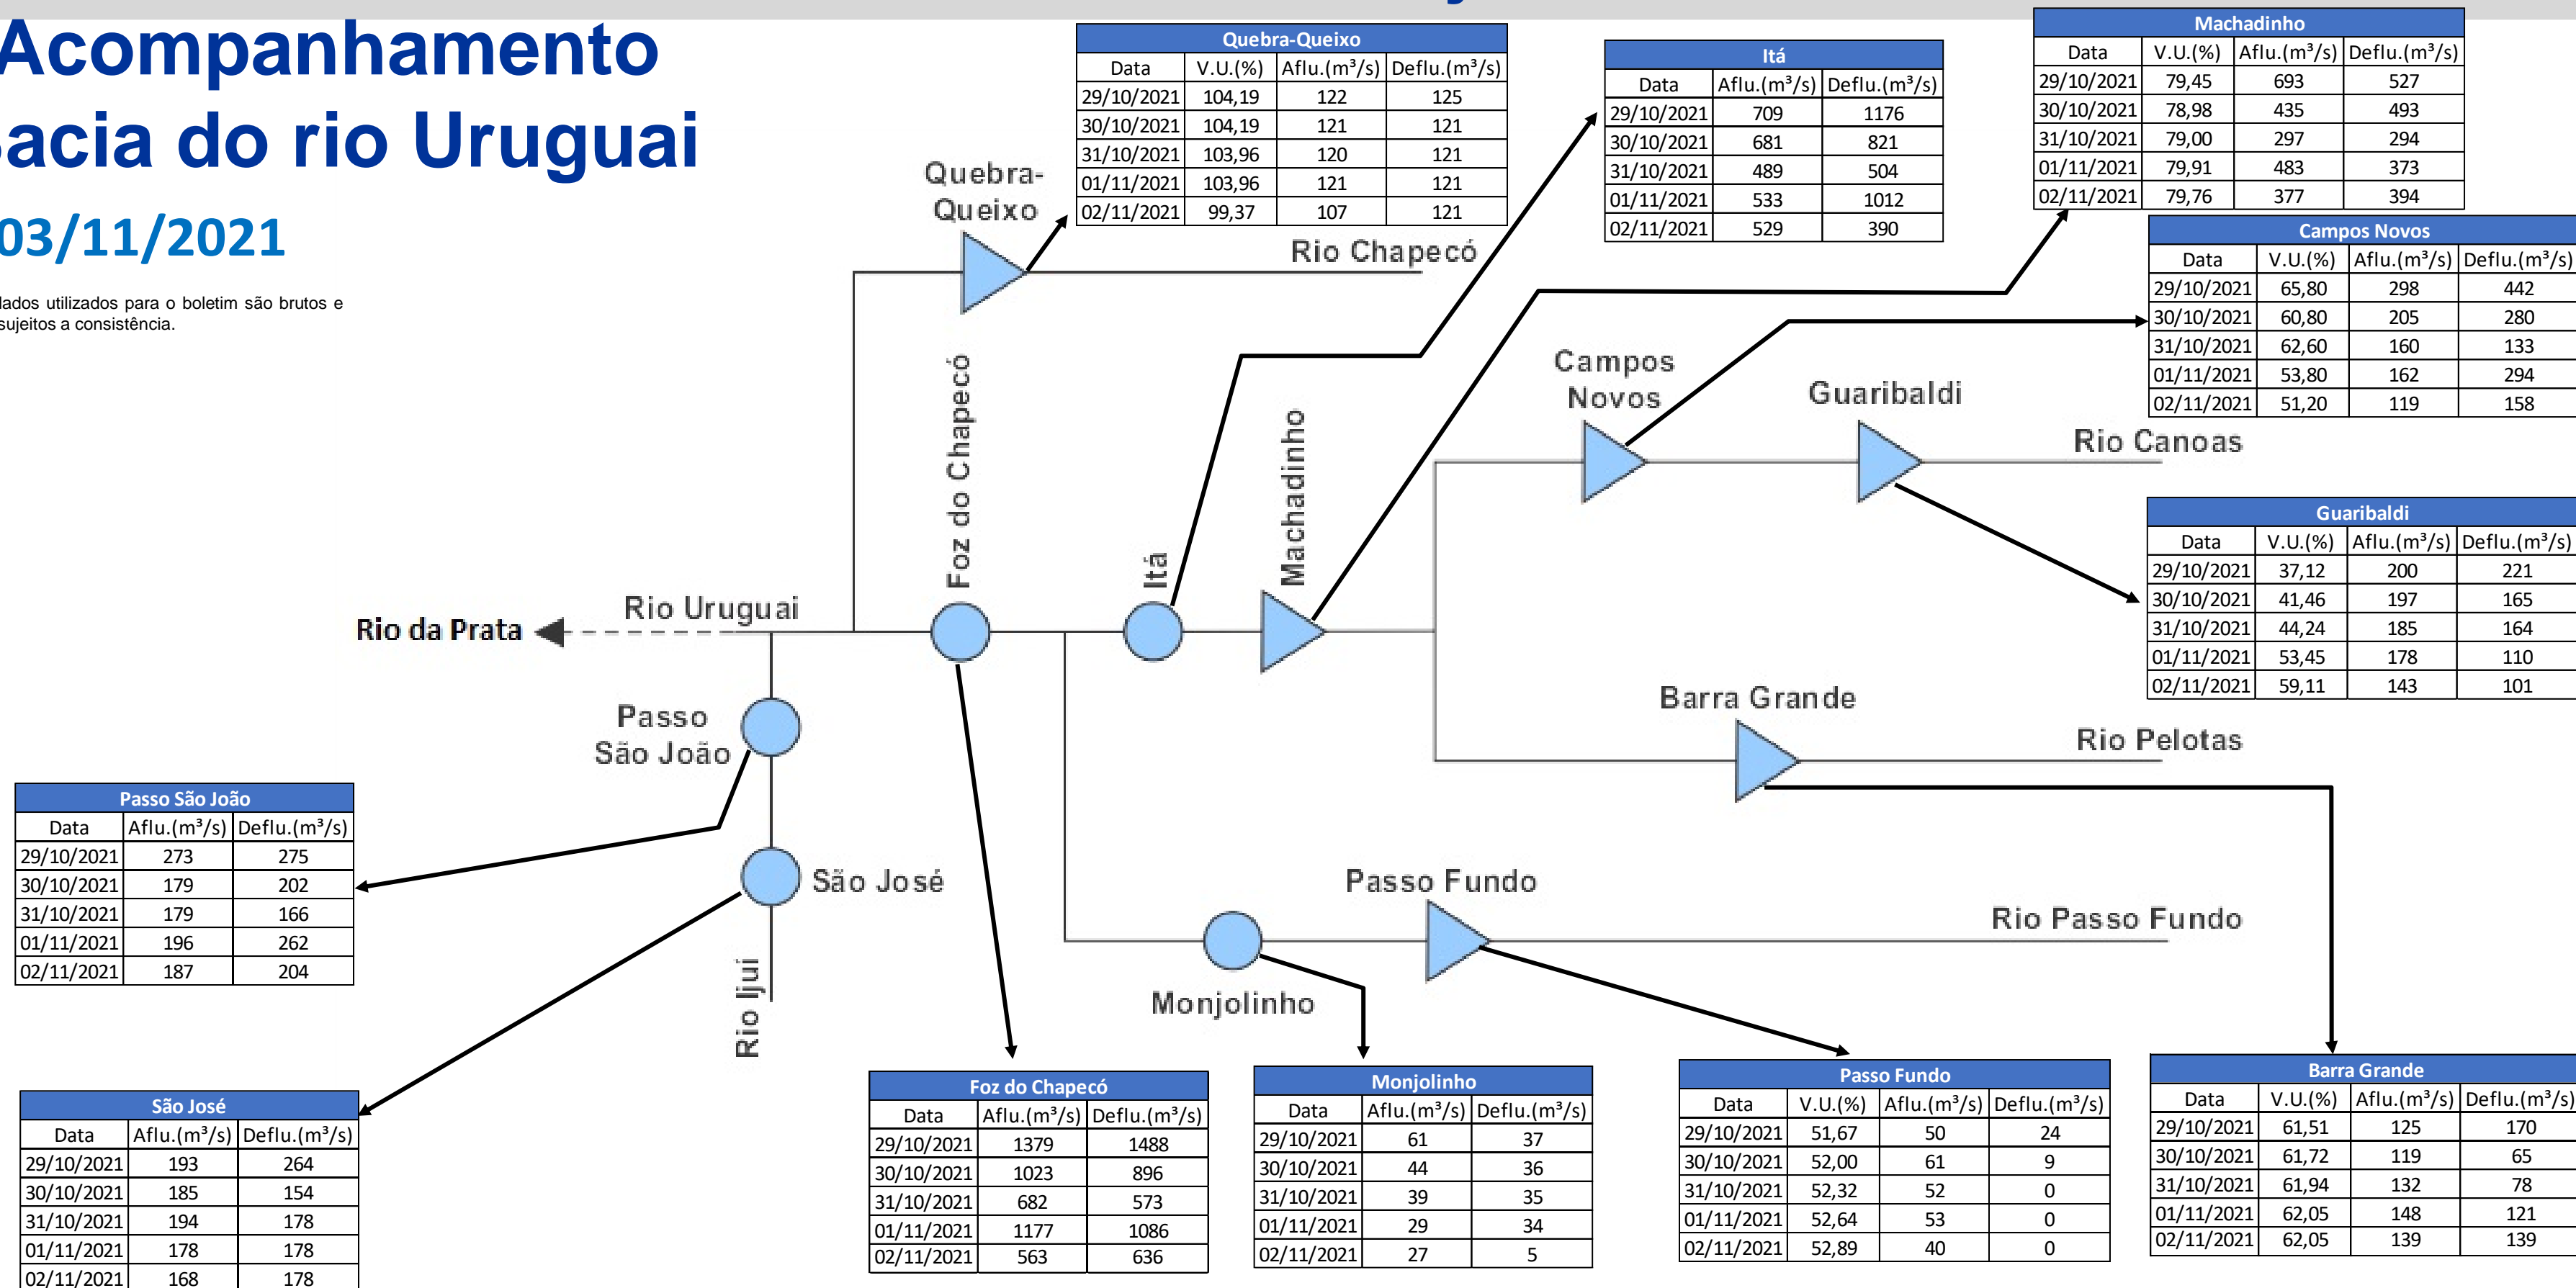 Acompanhamento
acia do rio Uruguai
03/11/2021
dados utilizados para o boletim são brutos e
sujeitos a consistência.
Quebra-Queixo
Data V.U.(%) Aflu.(m³/s) Deflu.(m³/s)
29/10/2021 104,19 122 125
30/10/2021 104,19 121 121
31/10/2021 103,96 120 121
01/11/2021 103,96 121 121
02/11/2021 99,37 107 121
Itá
Data Aflu.(m³/s) Deflu.(m³/s)
29/10/2021 709 1176
30/10/2021 681 821
31/10/2021 489 504
01/11/2021 533 1012
02/11/2021 529 390
Machadinho
Data V.U.(%) Aflu.(m³/s) Deflu.(m³/s)
29/10/2021 79,45 693 527
30/10/2021 78,98 435 493
31/10/2021 79,00 297 294
01/11/2021 79,91 483 373
02/11/2021 79,76 377 394
Campos Novos
Data V.U.(%) Aflu.(m³/s) Deflu.(m³/s)
29/10/2021 65,80 298 442
30/10/2021 60,80 205 280
31/10/2021 62,60 160 133
01/11/2021 53,80 162 294
02/11/2021 51,20 119 158
Quebra-
Queixo
Rio Chapecó
Foz do Chapecó
Itá
Machadinho
Campos
Novos
Guaribaldi
Rio Canoas
Guaribaldi
Data V.U.(%) Aflu.(m³/s) Deflu.(m³/s)
29/10/2021 37,12 200 221
30/10/2021 41,46 197 165
31/10/2021 44,24 185 164
01/11/2021 53,45 178 110
02/11/2021 59,11 143 101
Rio da Prata
Rio Uruguai
Passo
São João
Barra Grande
Rio Pelotas
São José
Passo Fundo
Rio Passo Fundo
Monjolinho
Rio Ijui
Passo São João
Data Aflu.(m³/s) Deflu.(m³/s)
29/10/2021 273 275
30/10/2021 179 202
31/10/2021 179 166
01/11/2021 196 262
02/11/2021 187 204
São José
Data Aflu.(m³/s) Deflu.(m³/s)
29/10/2021 193 264
30/10/2021 185 154
31/10/2021 194 178
01/11/2021 178 178
02/11/2021 168 178
Foz do Chapecó
Data Aflu.(m³/s) Deflu.(m³/s)
29/10/2021 1379 1488
30/10/2021 1023 896
31/10/2021 682 573
01/11/2021 1177 1086
02/11/2021 563 636
Monjolinho
Data Aflu.(m³/s) Deflu.(m³/s)
29/10/2021 61 37
30/10/2021 44 36
31/10/2021 39 35
01/11/2021 29 34
02/11/2021 27 5
Passo Fundo
Data V.U.(%) Aflu.(m³/s) Deflu.(m³/s)
29/10/2021 51,67 50 24
30/10/2021 52,00 61 9
31/10/2021 52,32 52 0
01/11/2021 52,64 53 0
02/11/2021 52,89 40 0
Barra Grande
Data V.U.(%) Aflu.(m³/s) Deflu.(m³/s)
29/10/2021 61,51 125 170
30/10/2021 61,72 119 65
31/10/2021 61,94 132 78
01/11/2021 62,05 148 121
02/11/2021 62,05 139 139